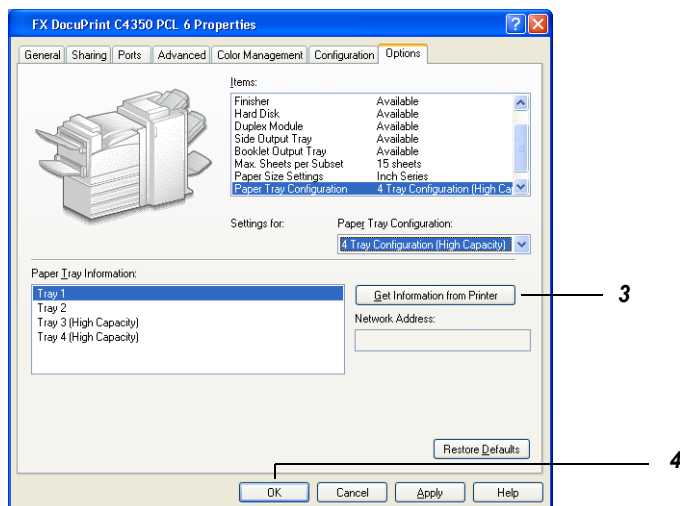 FX DocuPrint C4350 PCL 6 Properties
General Sharing Ports Advanced Color Management Configuration Options
Items:
Finisher Available
Hard Disk Available
Duplex Module Available
Side Output Tray Available
Booklet Output Tray Available
Max. Sheets per Subset 15 sheets
Paper Size Settings Inch Series
Paper Tray Configuration 4 Tray Configuration (High Cap
Settings for: Paper Tray Configuration:
4 Tray Configuration (High Capacity)
Paper Tray Information:
Tray 1
Tray 2
Tray 3 (High Capacity)
Tray 4 (High Capacity)
Get Information from Printer 3
Network Address:
Restore Defaults
4
OK Cancel Apply Help